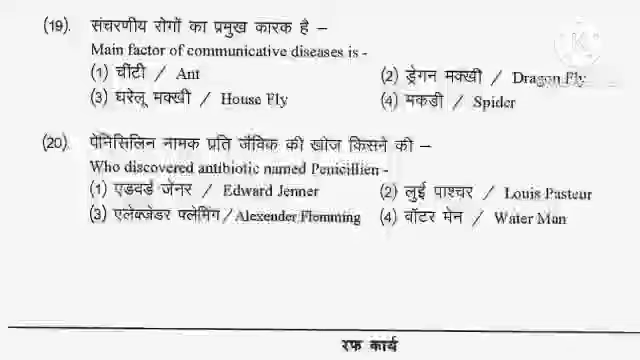 (19). संचरणीय रोगों का प्रमुख कारक है –
Main factor of communicative diseases is -
(1) चींटी / Ant (2) ड्रेगन मक्खी / Dragon Fly
(3) घरेलू मक्खी / House Fly (4) मकडी / Spider
(20). पेनिसिलिन नामक प्रति जैविक की खोज किसने की –
Who discovered antibiotic named Penicillien -
(1) एडवर्ड जेनर / Edward Jenner (2) लुई पाश्चर / Louis Pasteur
(3) एलेक्जेडर फ्लेमिंग / Alexender Flemming (4) वॉटर मेन / Water Man
रफ कार्य